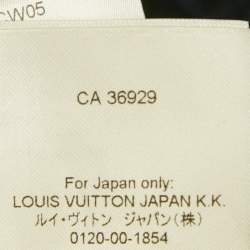 CW05
CA 36929
For Japan only:
LOUIS VUITTON JAPAN K.K.
ルイ・ヴィトン ジャパン(株)
0120-00-1854